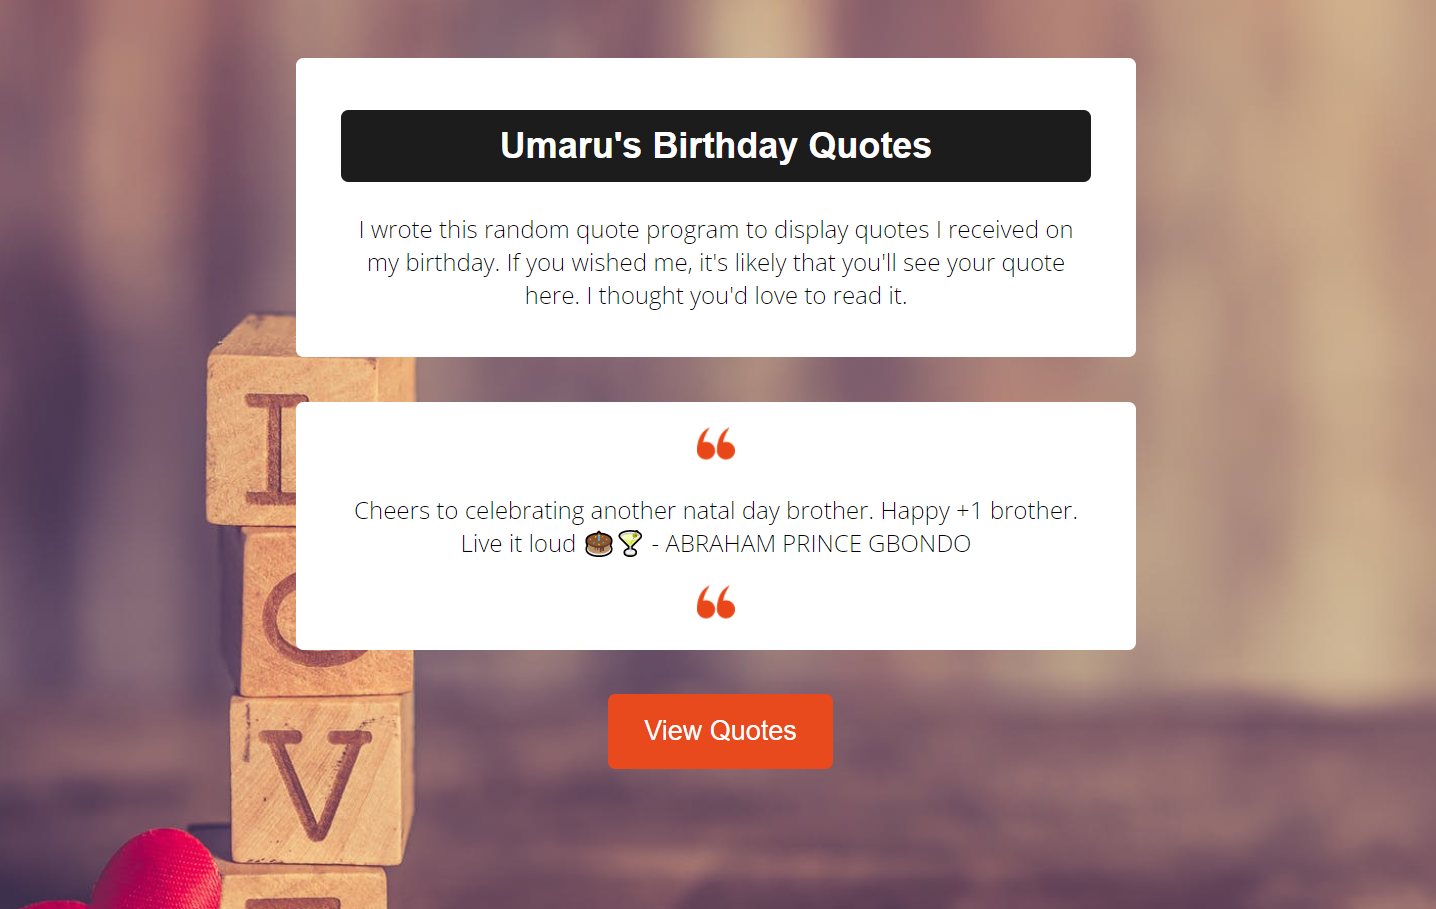 Umaru's Birthday Quotes
I wrote this random quote program to display quotes I received on
my birthday. If you wished me, it's likely that you'll see your quote
here. I thought you'd love to read it.
I
❝
Cheers to celebrating another natal day brother. Happy +1 brother.
Live it loud 🎂🍸 - ABRAHAM PRINCE GBONDO
❝
O
View Quotes
V